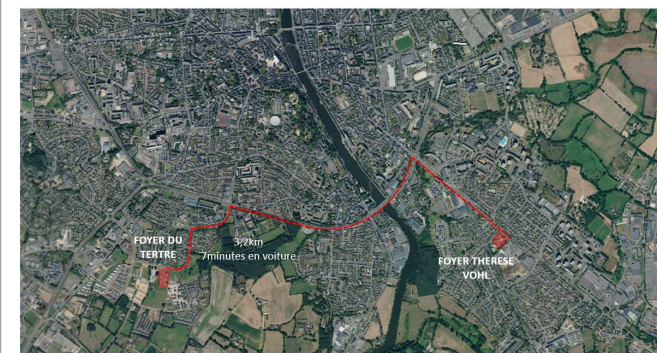 FOYER DU
TERTRE
3,2km
7minutes en voiture
FOYER THERESE
VOHL